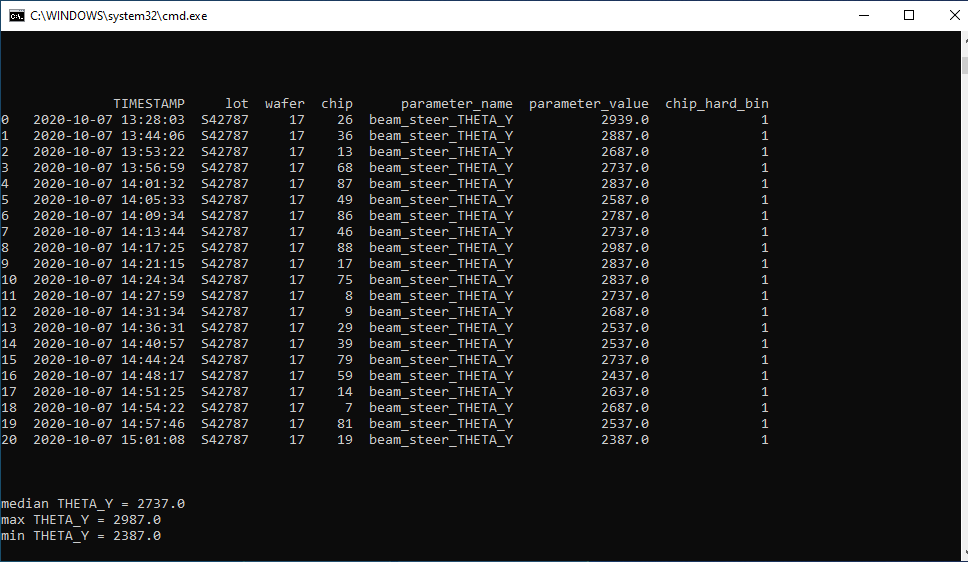 C:\WINDOWS\system32\cmd.exe
TIMESTAMP lot wafer chip parameter_name parameter_value chip_hard_bin
0 2020-10-07 13:28:03 S42787 17 26 beam_steer_THETA_Y 2939.0 1
1 2020-10-07 13:44:06 S42787 17 36 beam_steer_THETA_Y 2887.0 1
2 2020-10-07 13:53:22 S42787 17 13 beam_steer_THETA_Y 2687.0 1
3 2020-10-07 13:56:59 S42787 17 68 beam_steer_THETA_Y 2737.0 1
4 2020-10-07 14:01:32 S42787 17 87 beam_steer_THETA_Y 2837.0 1
5 2020-10-07 14:05:33 S42787 17 49 beam_steer_THETA_Y 2587.0 1
6 2020-10-07 14:09:34 S42787 17 86 beam_steer_THETA_Y 2787.0 1
7 2020-10-07 14:13:44 S42787 17 46 beam_steer_THETA_Y 2737.0 1
8 2020-10-07 14:17:25 S42787 17 88 beam_steer_THETA_Y 2987.0 1
9 2020-10-07 14:21:15 S42787 17 17 beam_steer_THETA_Y 2837.0 1
10 2020-10-07 14:24:34 S42787 17 75 beam_steer_THETA_Y 2837.0 1
11 2020-10-07 14:27:59 S42787 17 8 beam_steer_THETA_Y 2737.0 1
12 2020-10-07 14:31:34 S42787 17 9 beam_steer_THETA_Y 2687.0 1
13 2020-10-07 14:36:31 S42787 17 29 beam_steer_THETA_Y 2537.0 1
14 2020-10-07 14:40:57 S42787 17 39 beam_steer_THETA_Y 2537.0 1
15 2020-10-07 14:44:24 S42787 17 79 beam_steer_THETA_Y 2737.0 1
16 2020-10-07 14:48:17 S42787 17 59 beam_steer_THETA_Y 2437.0 1
17 2020-10-07 14:51:25 S42787 17 14 beam_steer_THETA_Y 2637.0 1
18 2020-10-07 14:54:22 S42787 17 7 beam_steer_THETA_Y 2687.0 1
19 2020-10-07 14:57:46 S42787 17 81 beam_steer_THETA_Y 2537.0 1
20 2020-10-07 15:01:08 S42787 17 19 beam_steer_THETA_Y 2387.0 1
median THETA_Y = 2737.0
max THETA_Y = 2987.0
min THETA_Y = 2387.0